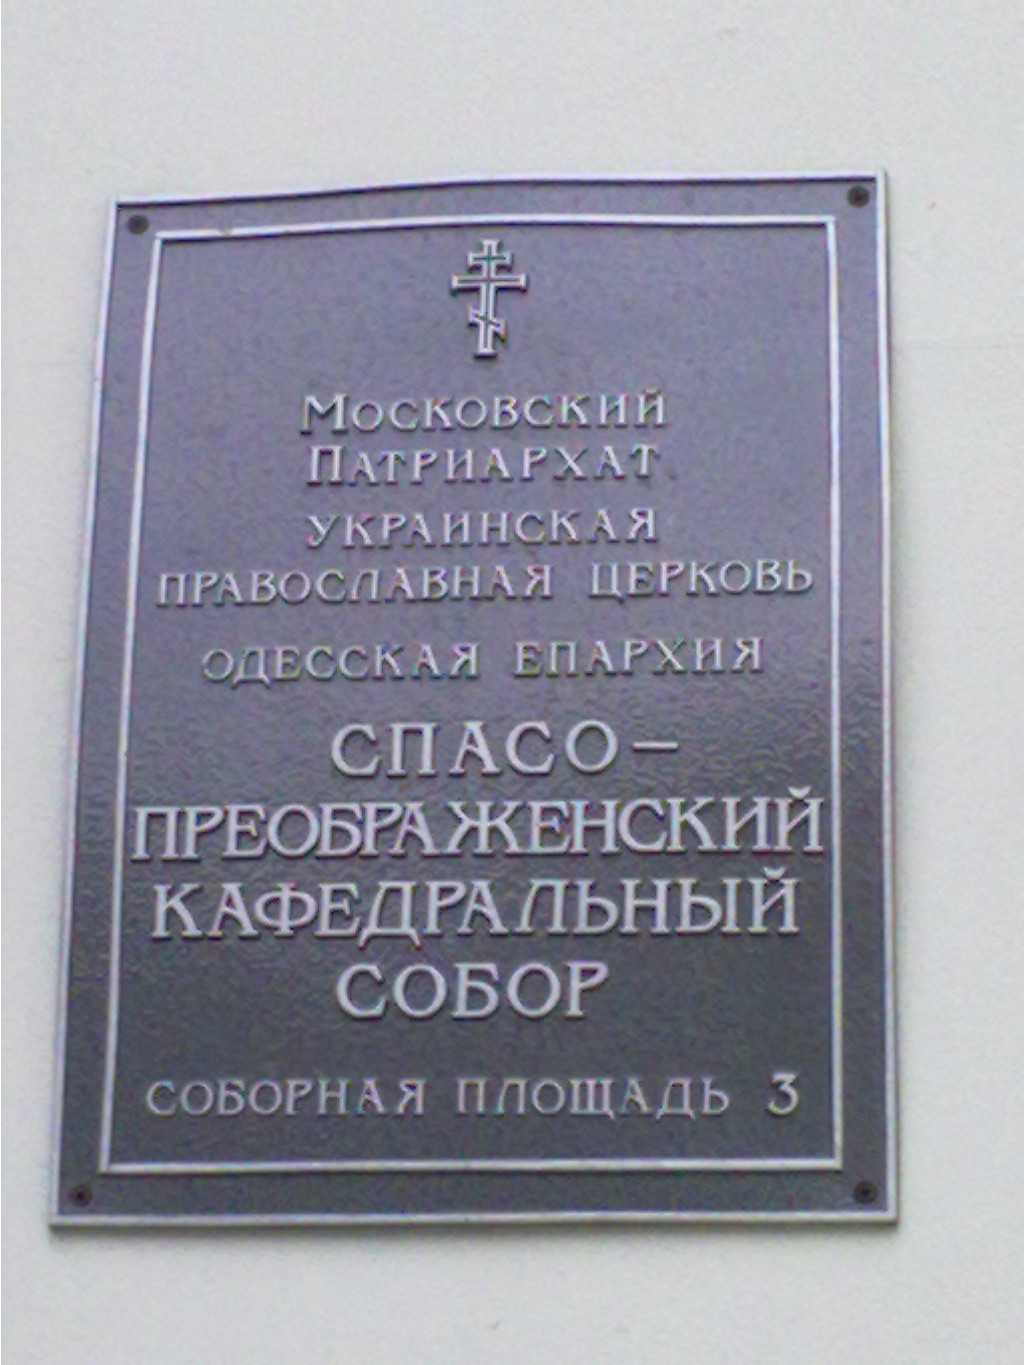 Московский
Патриархат
УКРАИНСКАЯ
ПРАВОСЛАВНАЯ ЦЕРКОВЬ
ОДЕССКАЯ ЕПАРХИЯ
СПАСО-
ПРЕОБРАЖЕНСКИЙ
КАФЕДРАЛЬНЫЙ
СОБОР
СОБОРНАЯ ПЛОЩАДЬ 3